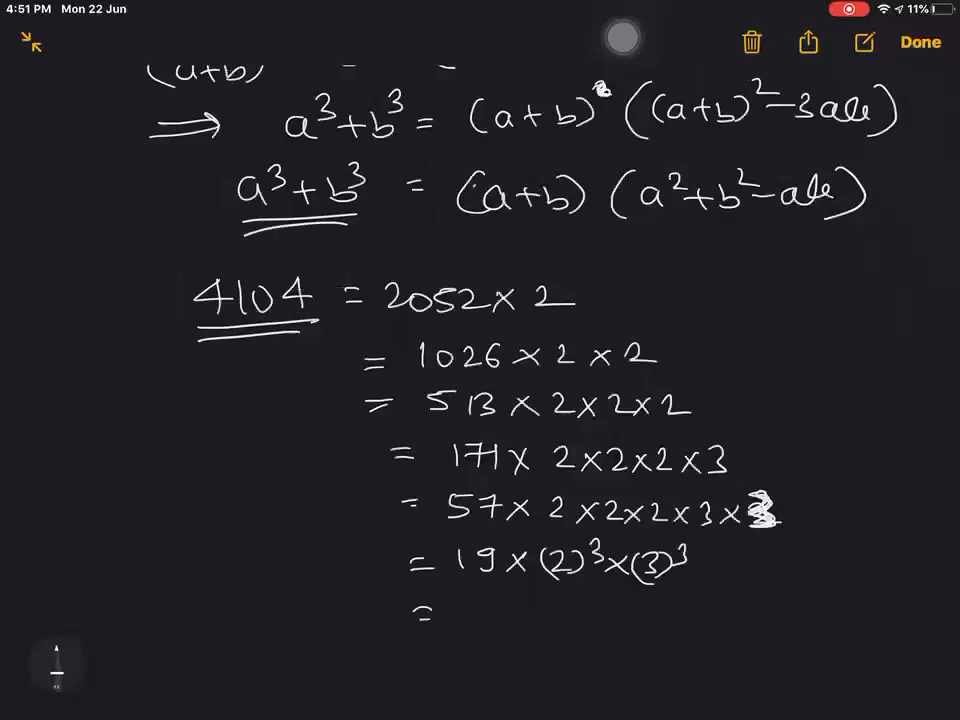 4:51 PM Mon 22 Jun 11%
Done
(a+b) = 
⟹ a³+b³ = (a+b) ((a+b)²-3ab)
a³+b³ = (a+b) (a²+b²-ab)
4104 = 2052 × 2
= 1026 × 2 × 2
= 513 × 2 × 2 × 2
= 171 × 2 × 2 × 2 × 3
= 57 × 2 × 2 × 2 × 3 × 3
= 19 × (2)³ × (3)³
=